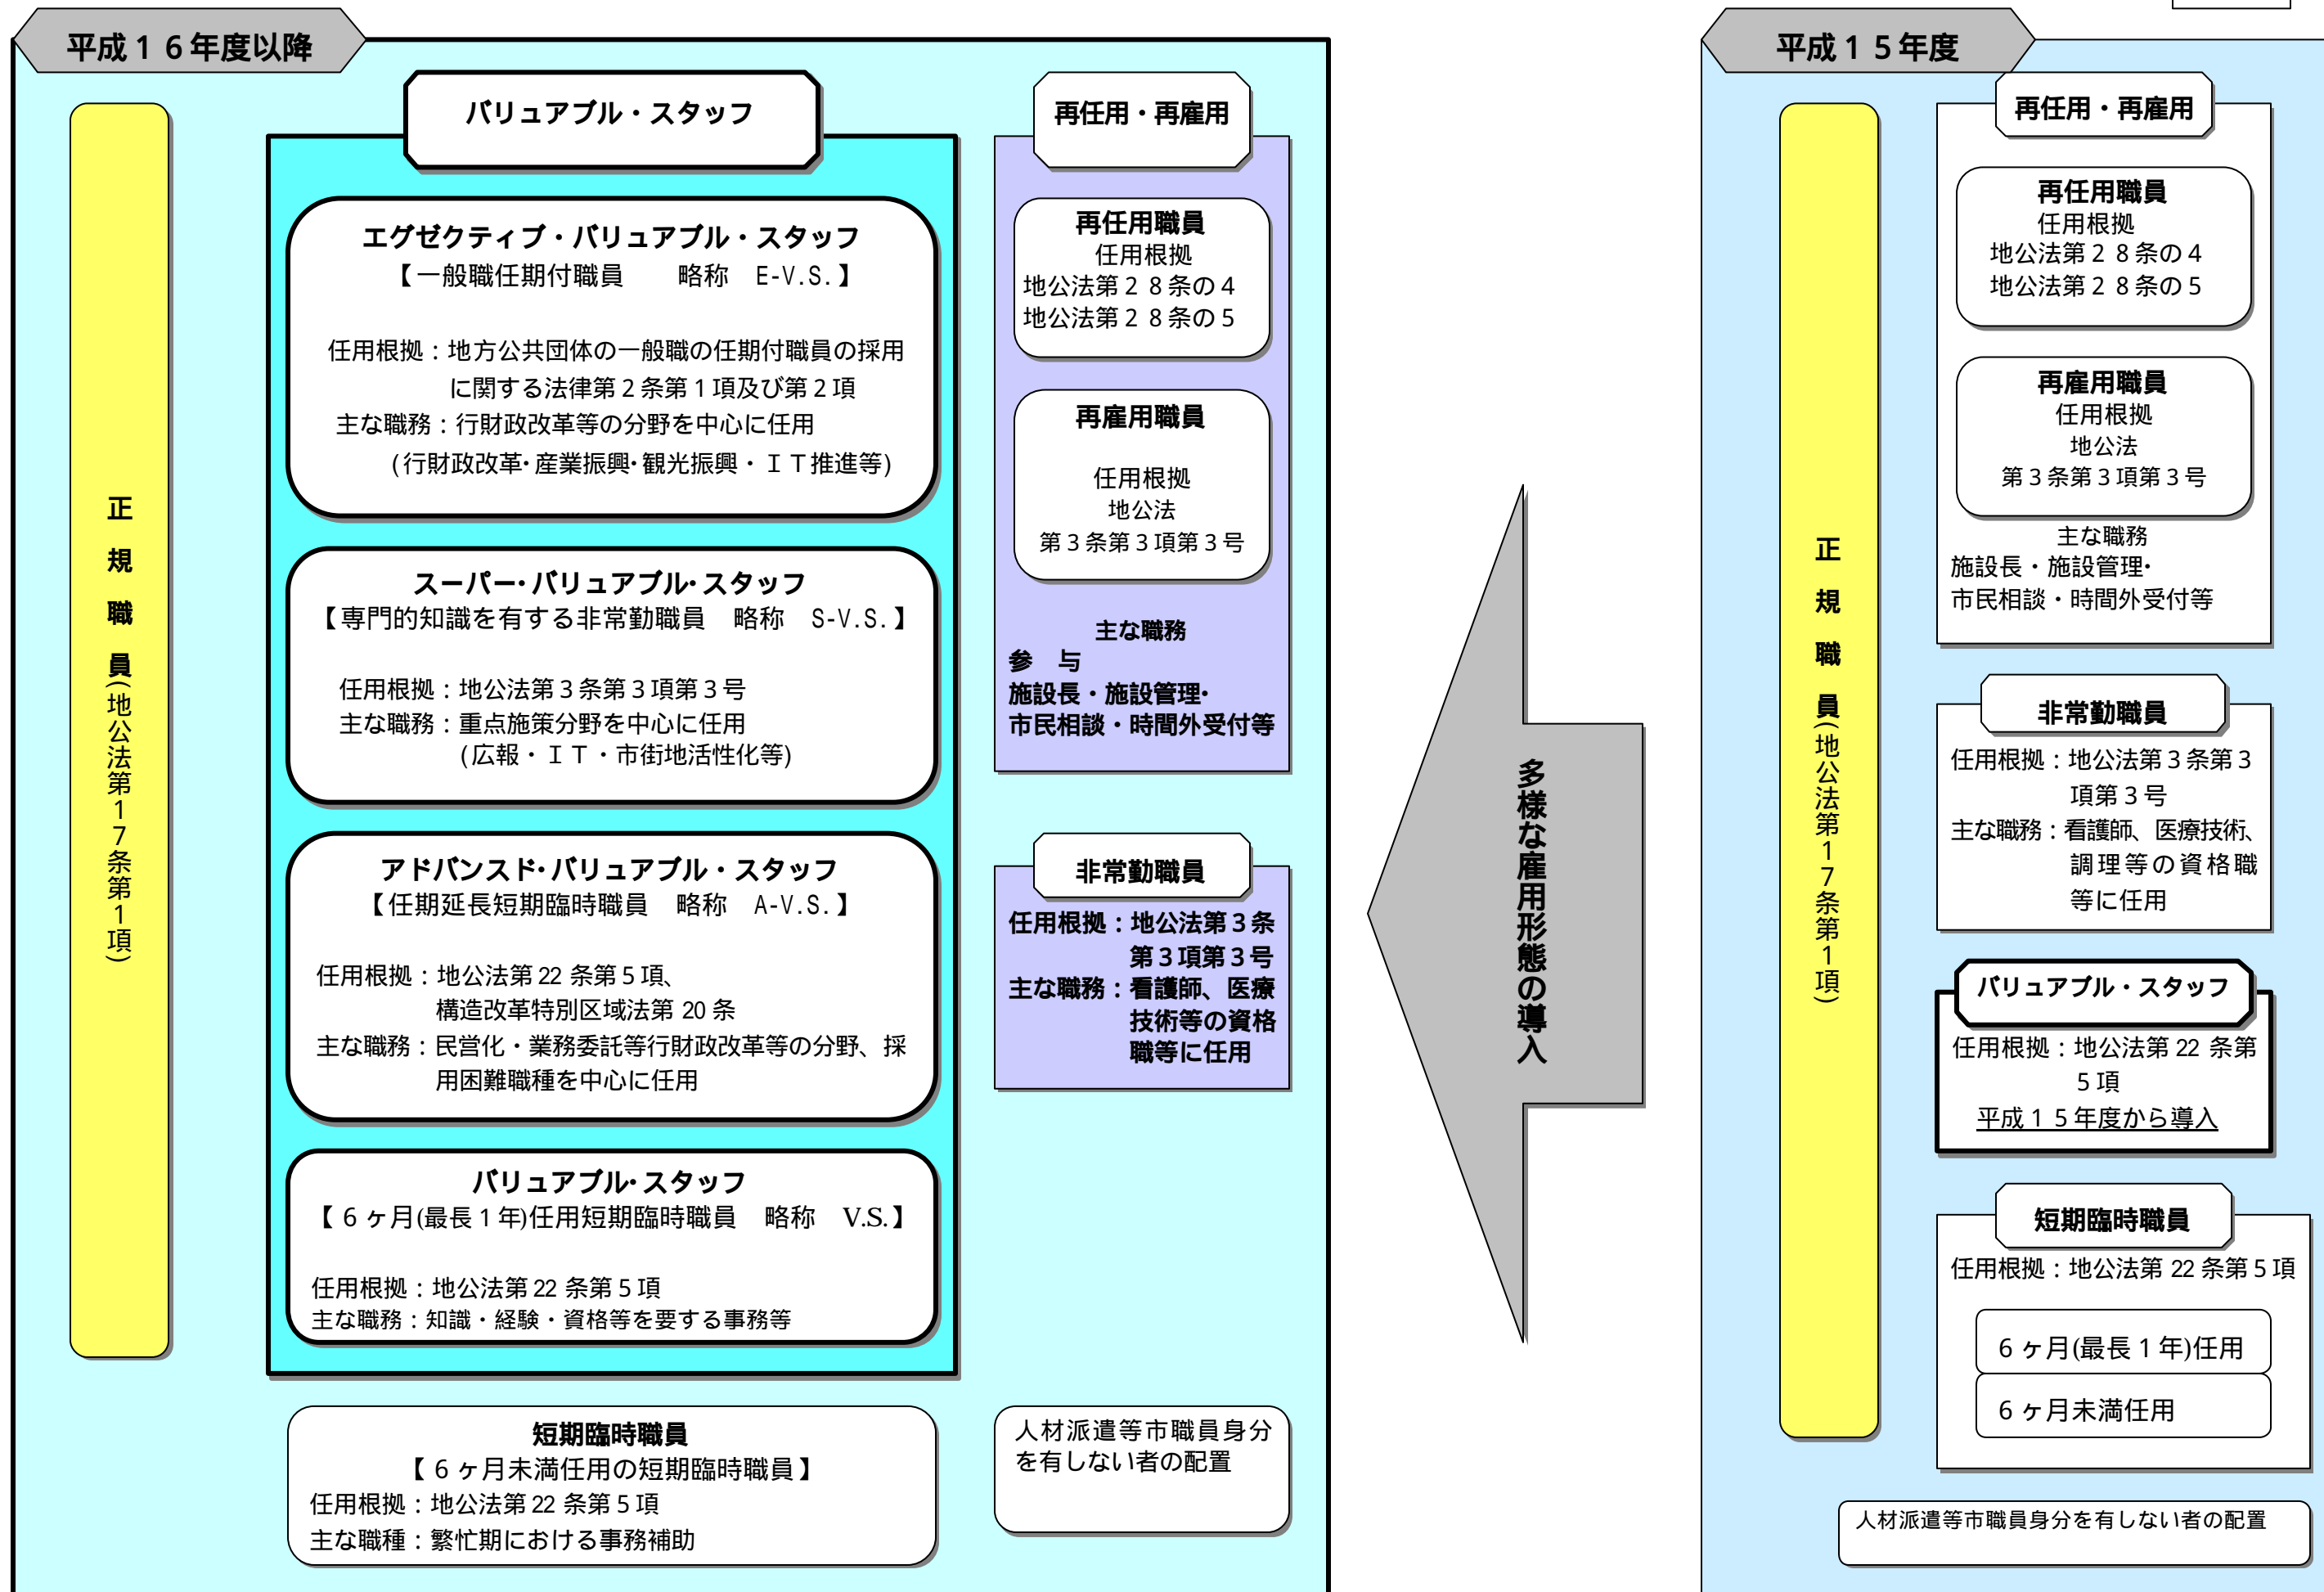 平成１６年度以降
正規職員(地公法第１７条第１項)
バリュアブル・スタッフ
エグゼクティブ・バリュアブル・スタッフ
【一般職任期付職員　　略称　E-V.S.】
任用根拠：地方公共団体の一般職の任期付職員の採用
に関する法律第２条第１項及び第２項
主な職務：行財政改革等の分野を中心に任用
(行財政改革･産業振興･観光振興・ＩＴ推進等)
スーパー･バリュアブル･スタッフ
【専門的知識を有する非常勤職員　略称　S-V.S.】
任用根拠：地公法第３条第３項第３号
主な職務：重点施策分野を中心に任用
(広報・ＩＴ・市街地活性化等)
アドバンスド･バリュアブル・スタッフ
【任期延長短期臨時職員　略称　A-V.S.】
任用根拠：地公法第22条第５項、
構造改革特別区域法第 20 条
主な職務：民営化・業務委託等行財政改革等の分野、採
用困難職種を中心に任用
バリュアブル･スタッフ
【６ヶ月(最長１年)任用短期臨時職員　略称　V.S.】
任用根拠：地公法第 22 条第５項
主な職務：知識・経験・資格等を要する事務等
短期臨時職員
【６ヶ月未満任用の短期臨時職員】
任用根拠：地公法第 22 条第５項
主な職種：繁忙期における事務補助
再任用・再雇用
再任用職員
任用根拠
地公法第２８条の４
地公法第２８条の５
再雇用職員
任用根拠
地公法
第３条第３項第３号
主な職務
参　与
施設長・施設管理･
市民相談・時間外受付等
非常勤職員
任用根拠：地公法第３条
第３項第３号
主な職務：看護師、医療
技術等の資格
職等に任用
人材派遣等市職員身分
を有しない者の配置
多様な雇用形態の導入
平成１５年度
正規職員(地公法第１７条第１項)
再任用・再雇用
再任用職員
任用根拠
地公法第２８条の４
地公法第２８条の５
再雇用職員
任用根拠
地公法
第３条第３項第３号
主な職務
施設長・施設管理･
市民相談・時間外受付等
非常勤職員
任用根拠：地公法第３条第３
項第３号
主な職務：看護師、医療技術、
調理等の資格職
等に任用
バリュアブル・スタッフ
任用根拠：地公法第 22 条第
５項
平成１５年度から導入
短期臨時職員
任用根拠：地公法第 22 条第５項
６ヶ月(最長１年)任用
６ヶ月未満任用
人材派遣等市職員身分を有しない者の配置